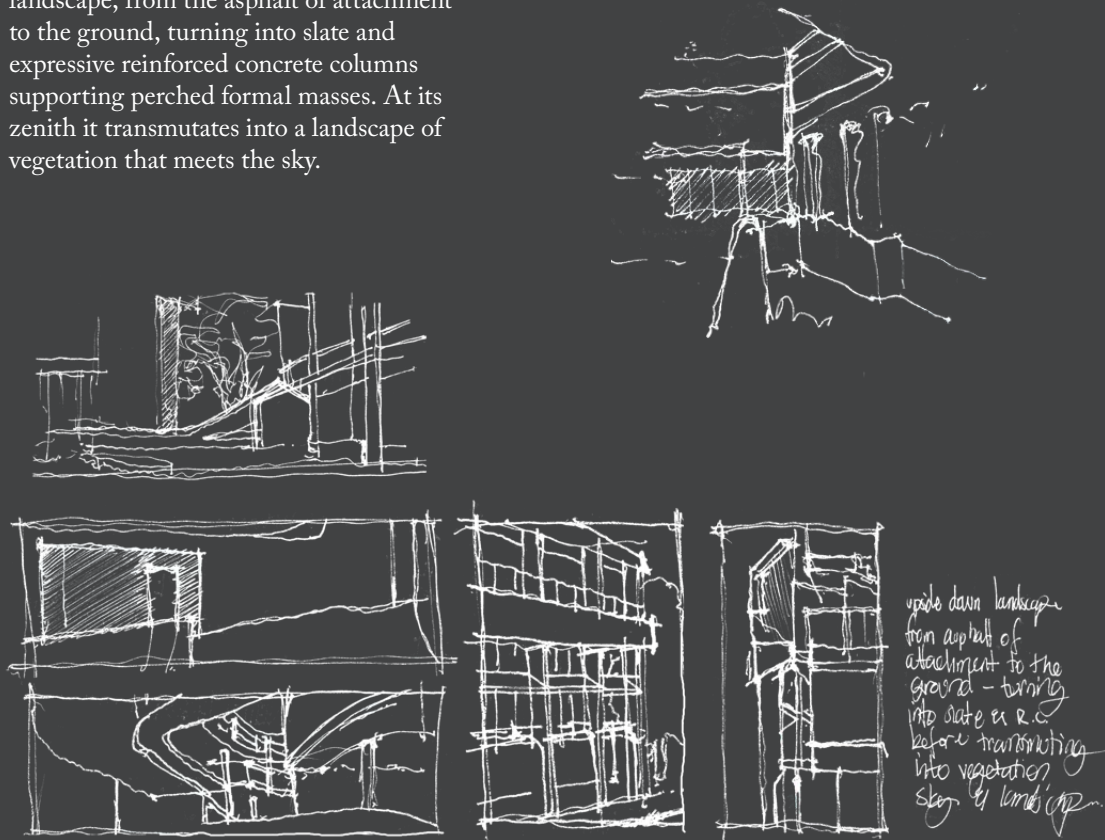 landscape, from the asphalt of attachment
to the ground, turning into slate and
expressive reinforced concrete columns
supporting perched formal masses. At its
zenith it transmutates into a landscape of
vegetation that meets the sky.
upside down landscape
from asphalt of
attachment to the
ground – turning
into slate & R.C.
before transmuting
into vegetation
sky & landscape